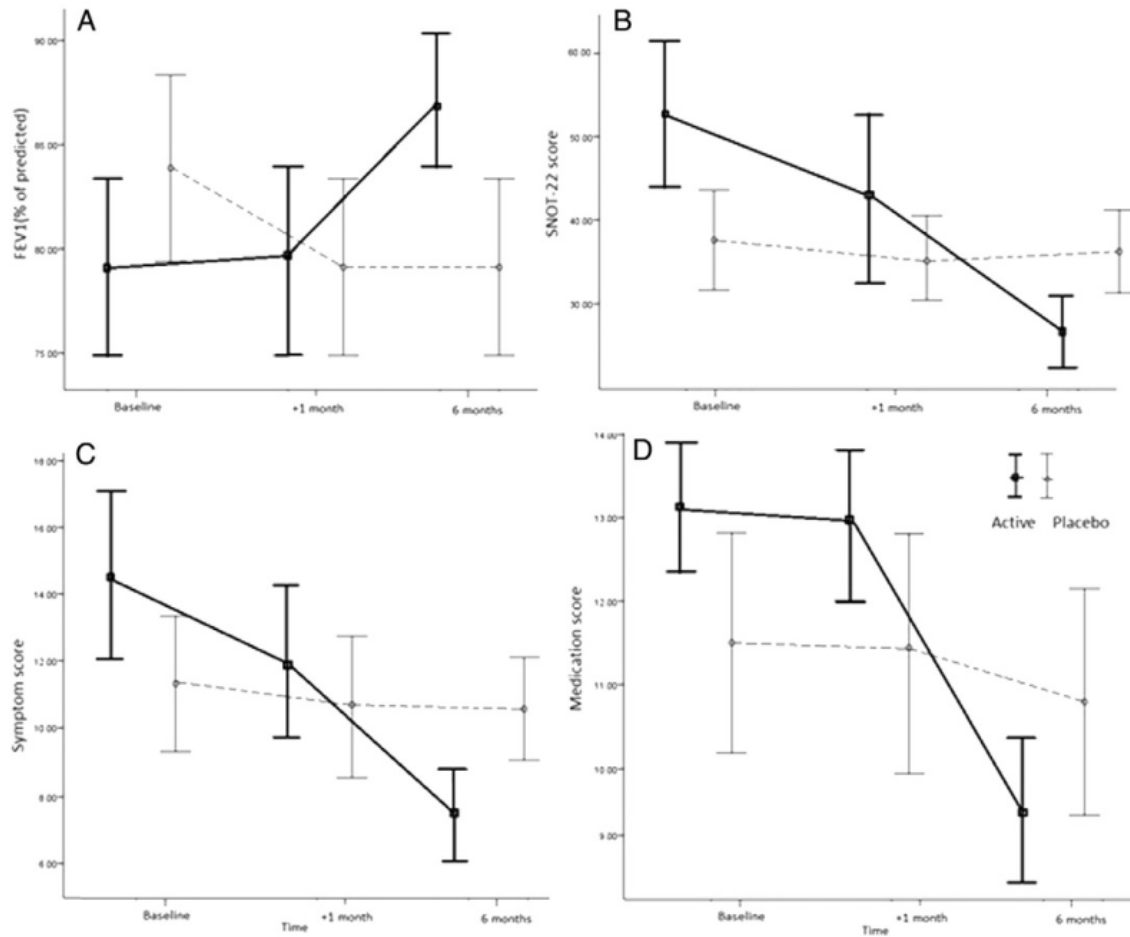 A
FEV1(% of predicted)
90.00
85.00
80.00
75.00
Baseline
+1 month
6 months
B
SNOT-22 score
60.00
50.00
40.00
30.00
Baseline
+1 month
6 months
C
Symptom score
18.00
16.00
14.00
12.00
10.00
8.00
6.00
Baseline
+1 month
6 months
Time
D
Medication score
14.00
13.00
12.00
11.00
10.00
9.00
Active Placebo
Baseline
+1 month
6 months
Time